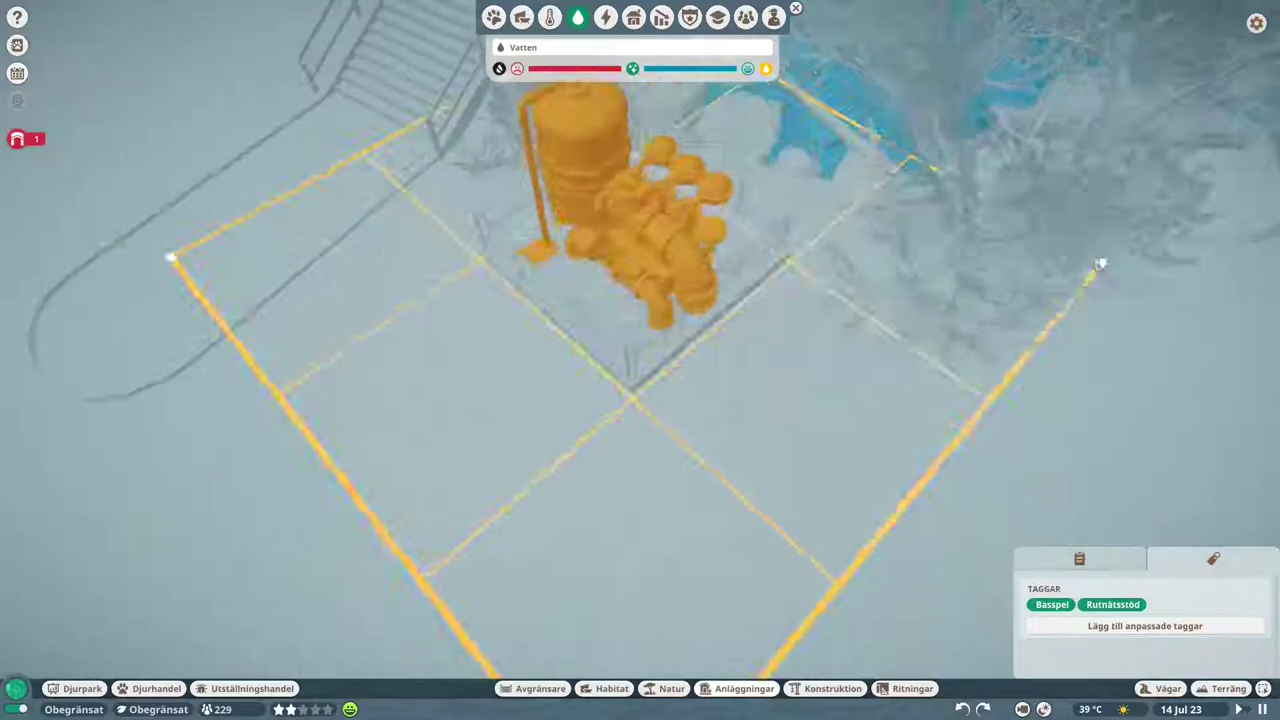 Vatten
1
TAGGAR
Basspel
Rutnätsstöd
Lägg till anpassade taggar
Djurpark
Djurhandel
Utställningshandel
Avgränsare
Habitat
Natur
Anläggningar
Konstruktion
Ritningar
Vägar
Terräng
Obegränsat
Obegränsat
229
39 °C
14 Jul 23